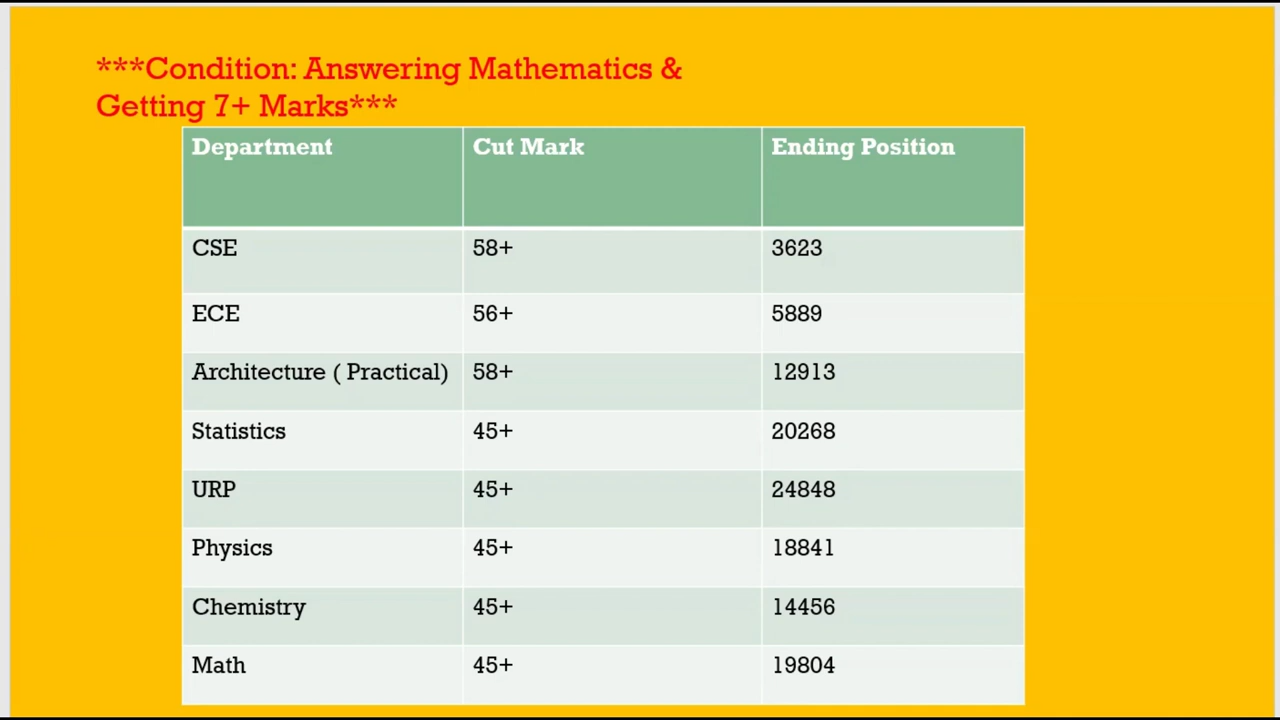 ***Condition: Answering Mathematics &
Getting 7+ Marks***
Department Cut Mark Ending Position
CSE 58+ 3623
ECE 56+ 5889
Architecture ( Practical) 58+ 12913
Statistics 45+ 20268
URP 45+ 24848
Physics 45+ 18841
Chemistry 45+ 14456
Math 45+ 19804